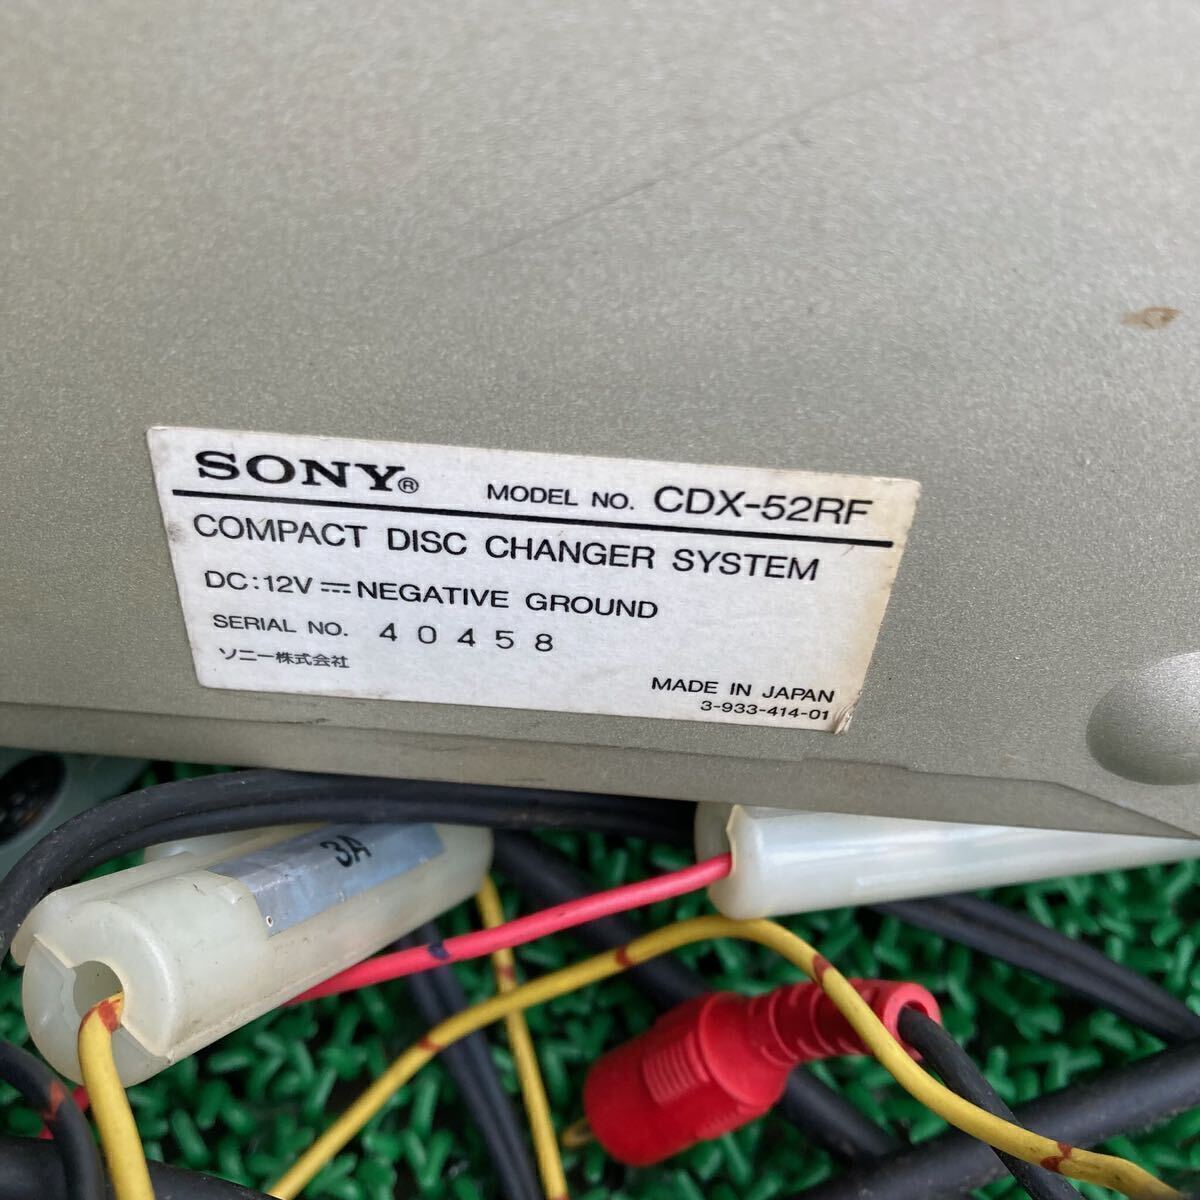 SONY® MODEL NO. CDX-52RF
COMPACT DISC CHANGER SYSTEM
DC:12V ⎓ NEGATIVE GROUND
SERIAL NO. 40458
ソニー株式会社
MADE IN JAPAN
3-933-414-01
3A